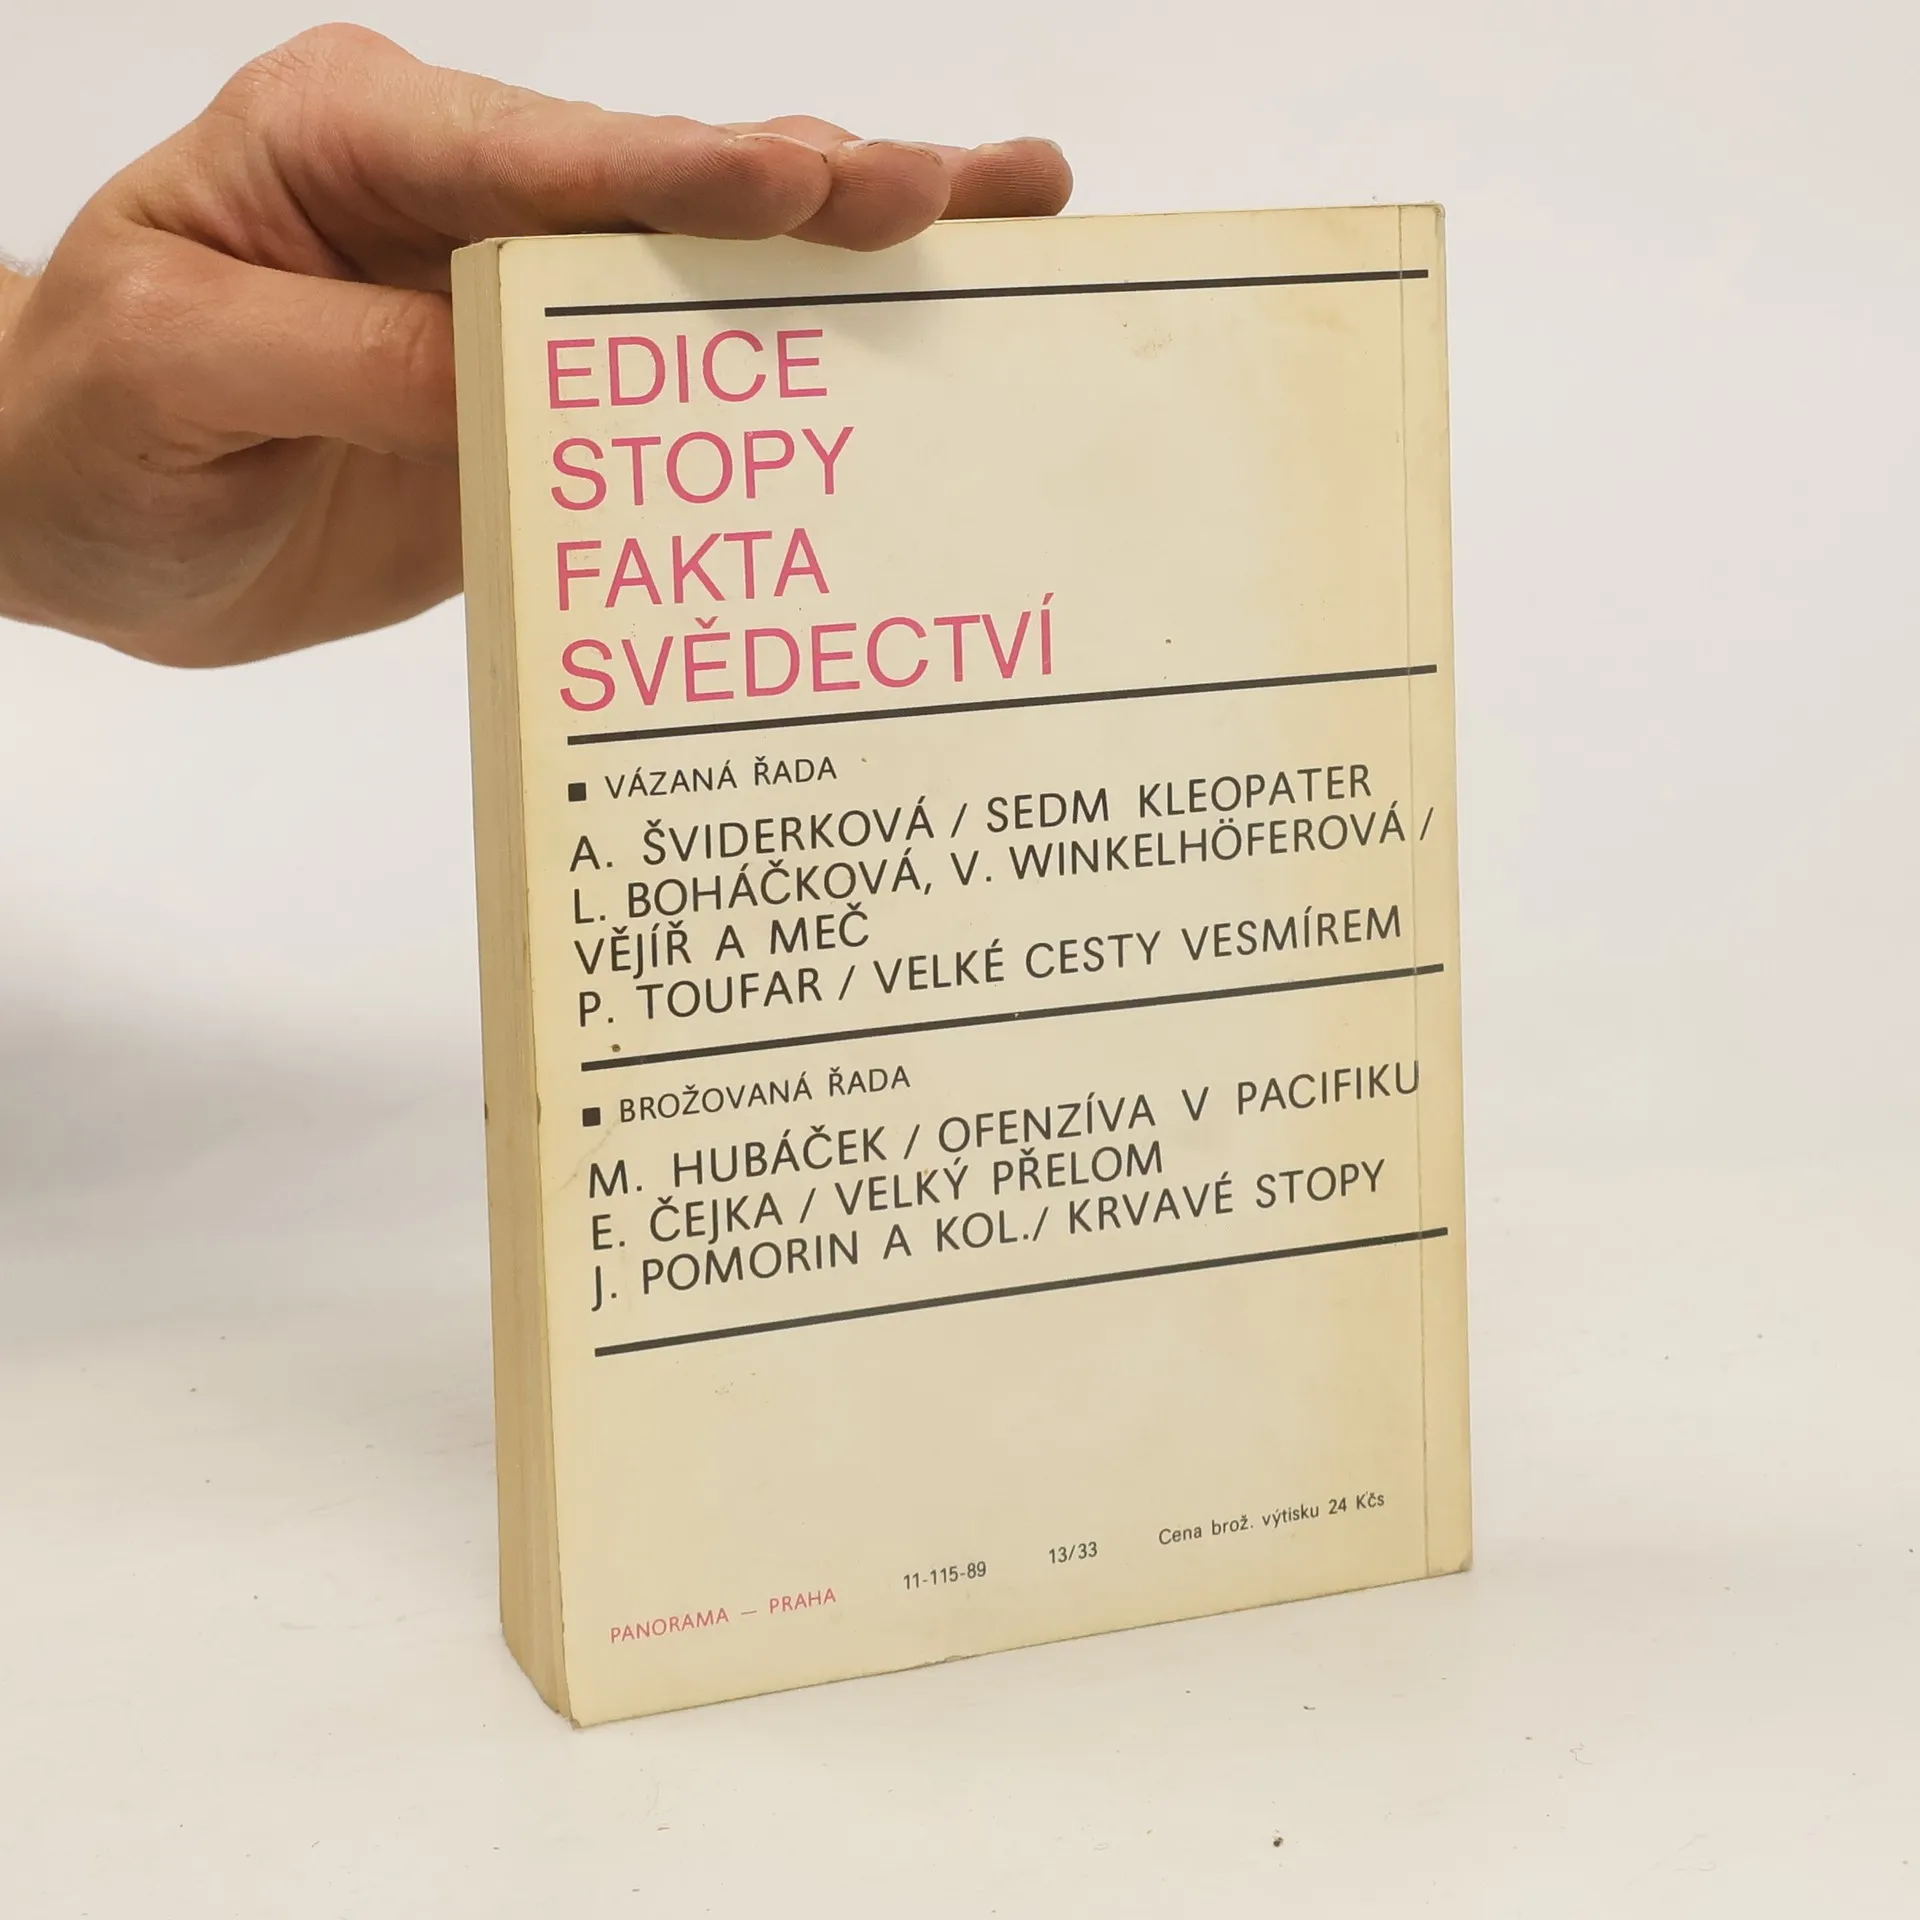 EDICE
STOPY
FAKTA
SVĚDECTVÍ
■ VÁZANÁ ŘADA
A. ŠVIDERKOVÁ / SEDM KLEOPATER
L. BOHÁČKOVÁ, V. WINKELHÖFEROVÁ /
VĚJÍŘ A MEČ
P. TOUFAR / VELKÉ CESTY VESMÍREM
■ BROŽOVANÁ ŘADA
M. HUBÁČEK / OFENZÍVA V PACIFIKU
E. ČEJKA / VELKÝ PŘELOM
J. POMORIN A KOL./ KRVAVÉ STOPY
PANORAMA — PRAHA 11-115-89 13/33 Cena brož. výtisku 24 Kčs